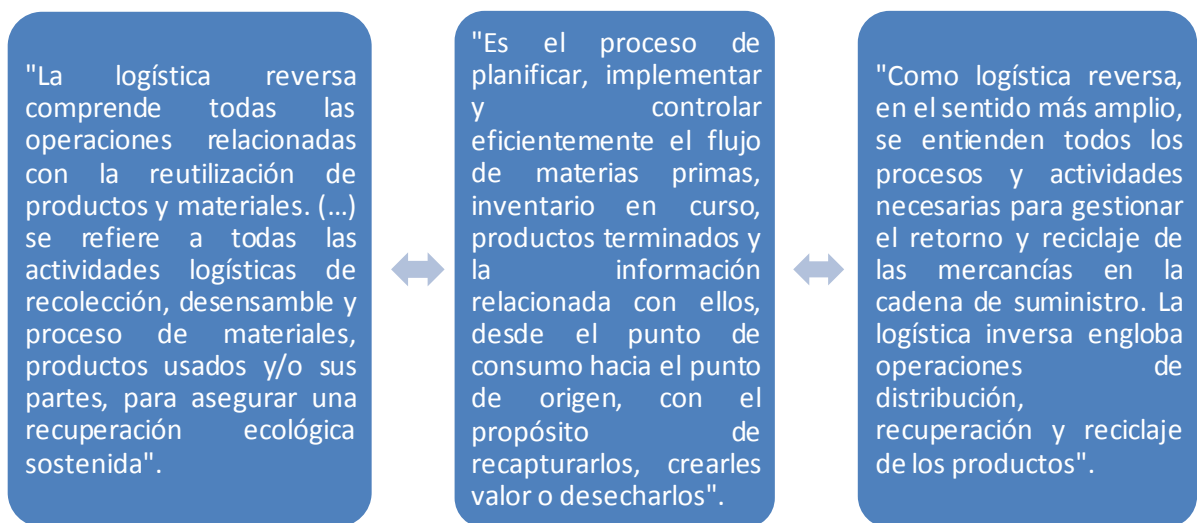 "La logística reversa
comprende todas las
operaciones relacionadas
con la reutilización de
productos y materiales. (…)
se refiere a todas las
actividades logísticas de
recolección, desensamble y
proceso de materiales,
productos usados y/o sus
partes, para asegurar una
recuperación ecológica
sostenida".
"Es el proceso de
planificar, implementar
y controlar
eficientemente el flujo
de materias primas,
inventario en curso,
productos terminados y
la información
relacionada con ellos,
desde el punto de
consumo hacia el punto
de origen, con el
propósito de
recapturarlos, crearles
valor o desecharlos".
"Como logística reversa,
en el sentido más amplio,
se entienden todos los
procesos y actividades
necesarias para gestionar
el retorno y reciclaje de
las mercancías en la
cadena de suministro. La
logística inversa engloba
operaciones de
distribución,
recuperación y reciclaje
de los productos".